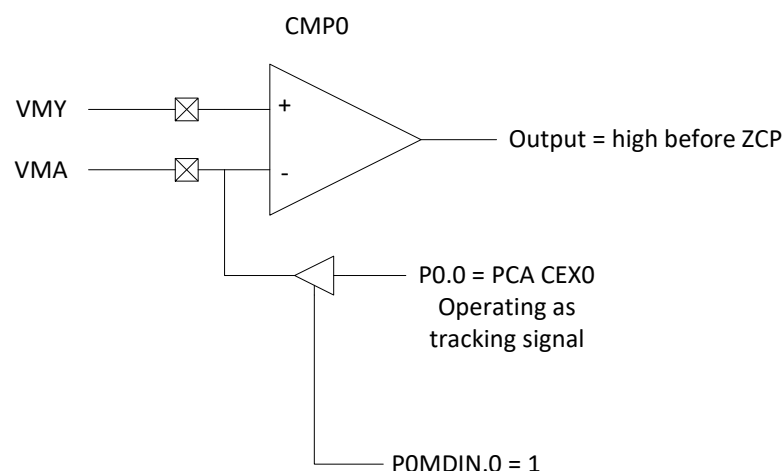 CMP0
VMY
+
Output = high before ZCP
VMA
-
P0.0 = PCA CEX0
Operating as
tracking signal
P0MDIN.0 = 1